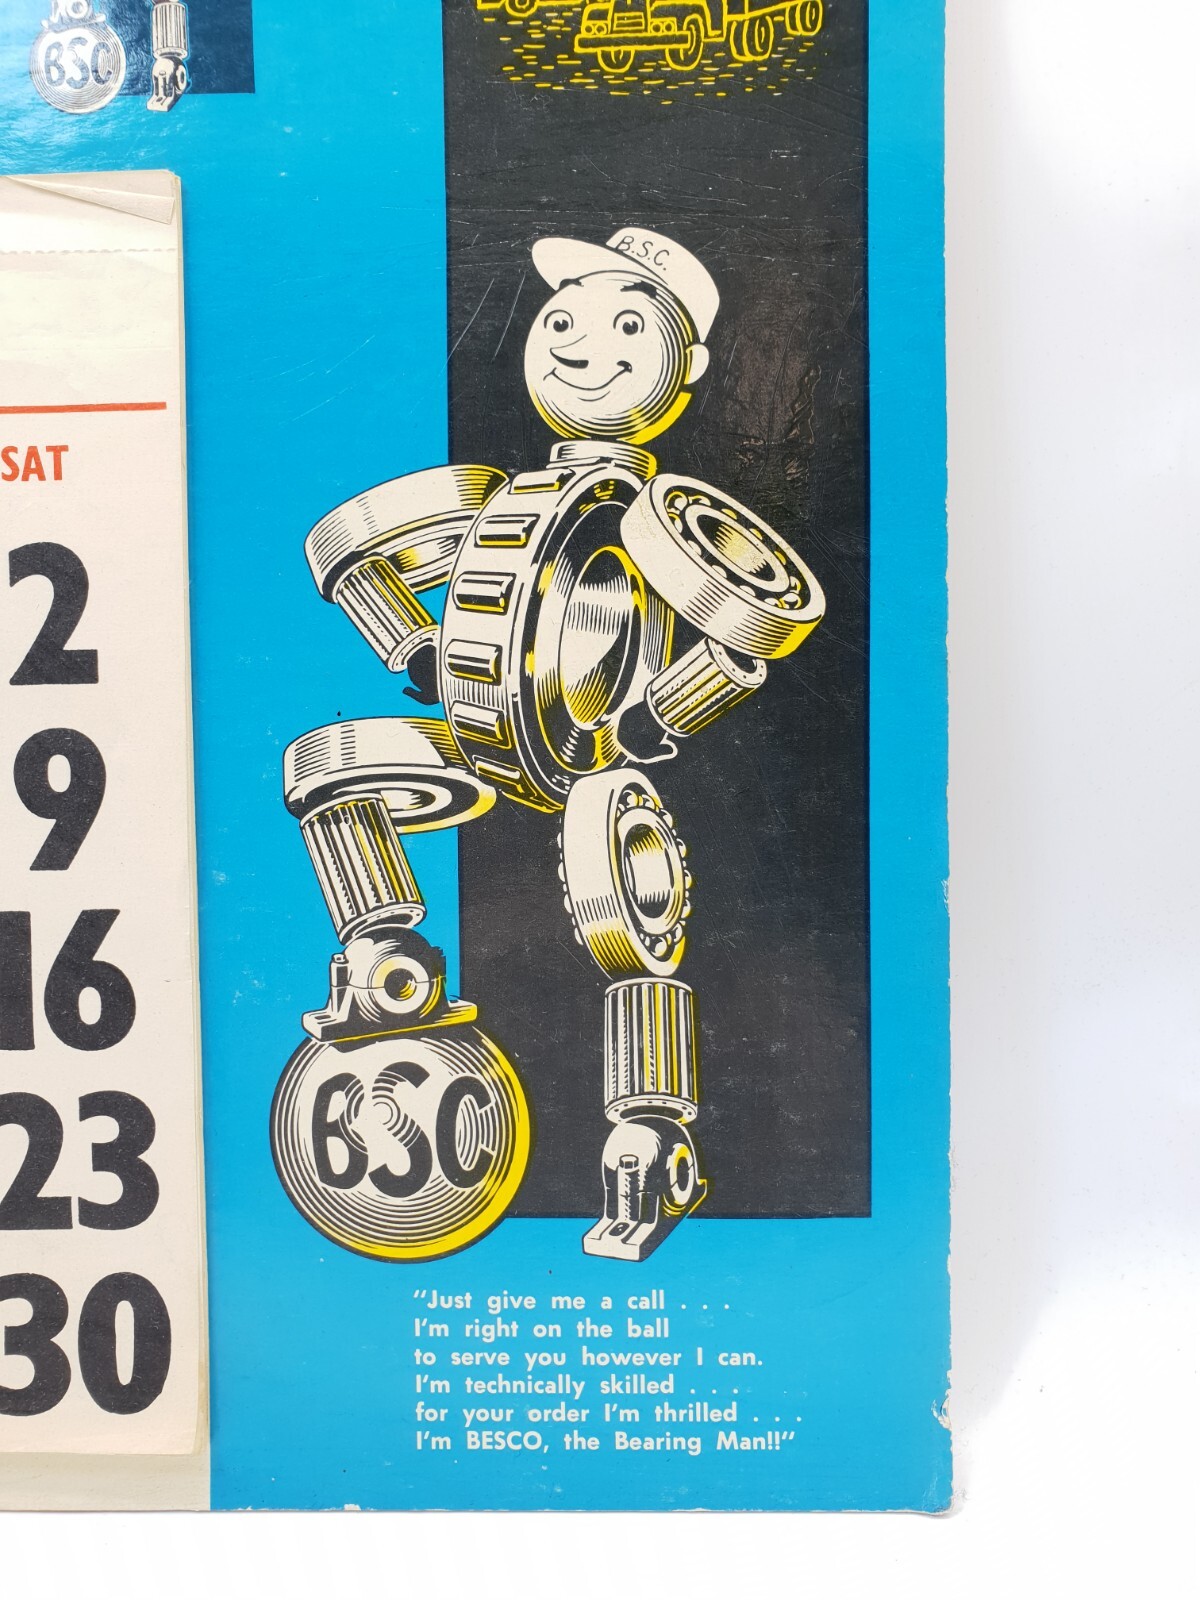 BSC
B.S.C.
SAT
2
9
16
23
30
BSC
"Just give me a call . . .
I'm right on the ball
to serve you however I can.
I'm technically skilled . . .
for your order I'm thrilled . . .
I'm BESCO, the Bearing Man!!"